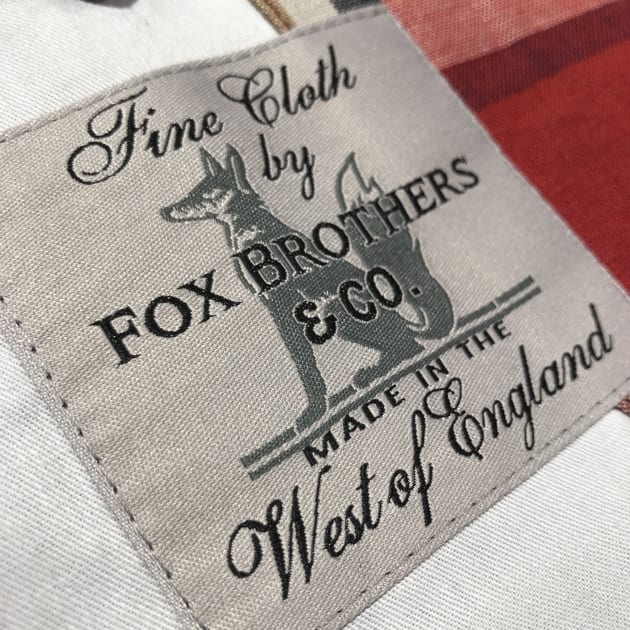 Fine Cloth
by
FOX BROTHERS
& CO.
MADE IN THE
West of England